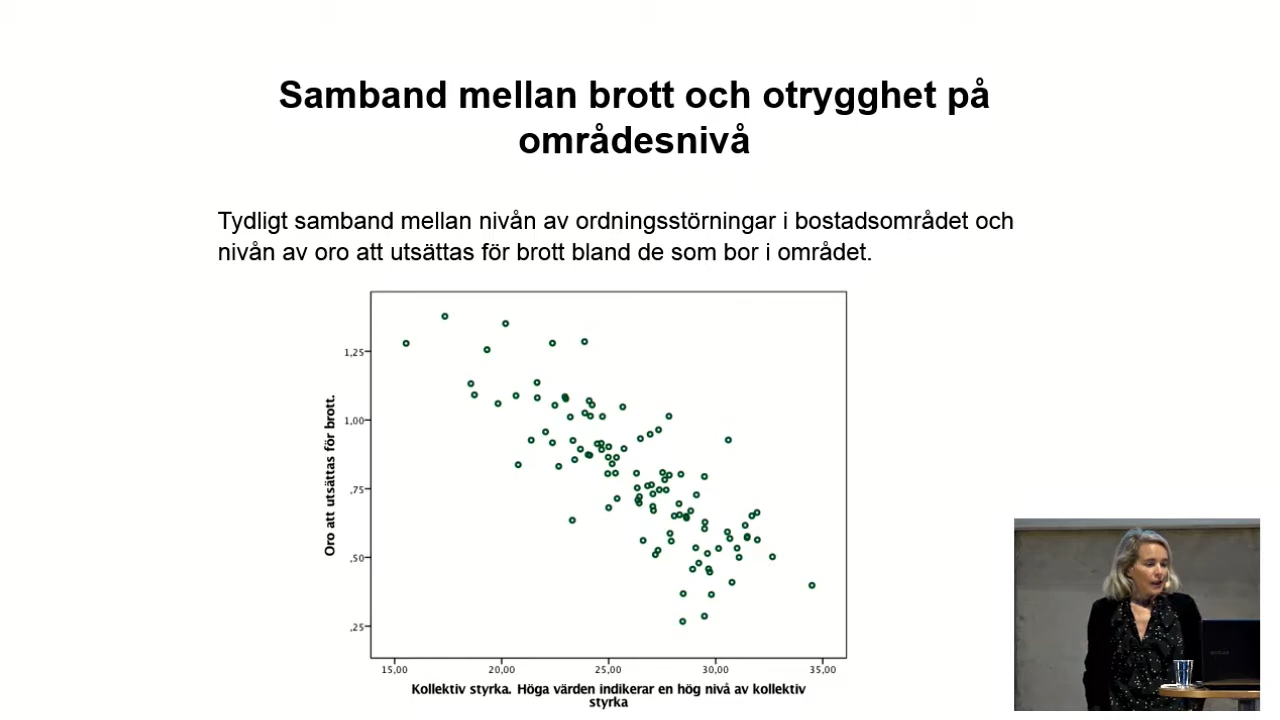 Samband mellan brott och otrygghet på
områdesnivå
Tydligt samband mellan nivån av ordningsstörningar i bostadsområdet och
nivån av oro att utsättas för brott bland de som bor i området.
Oro att utsättas för brott.
1,25
1,00
,75
,50
,25
15,00 20,00 25,00 30,00 35,00
Kollektiv styrka. Höga värden indikerar en hög nivå av kollektiv
styrka